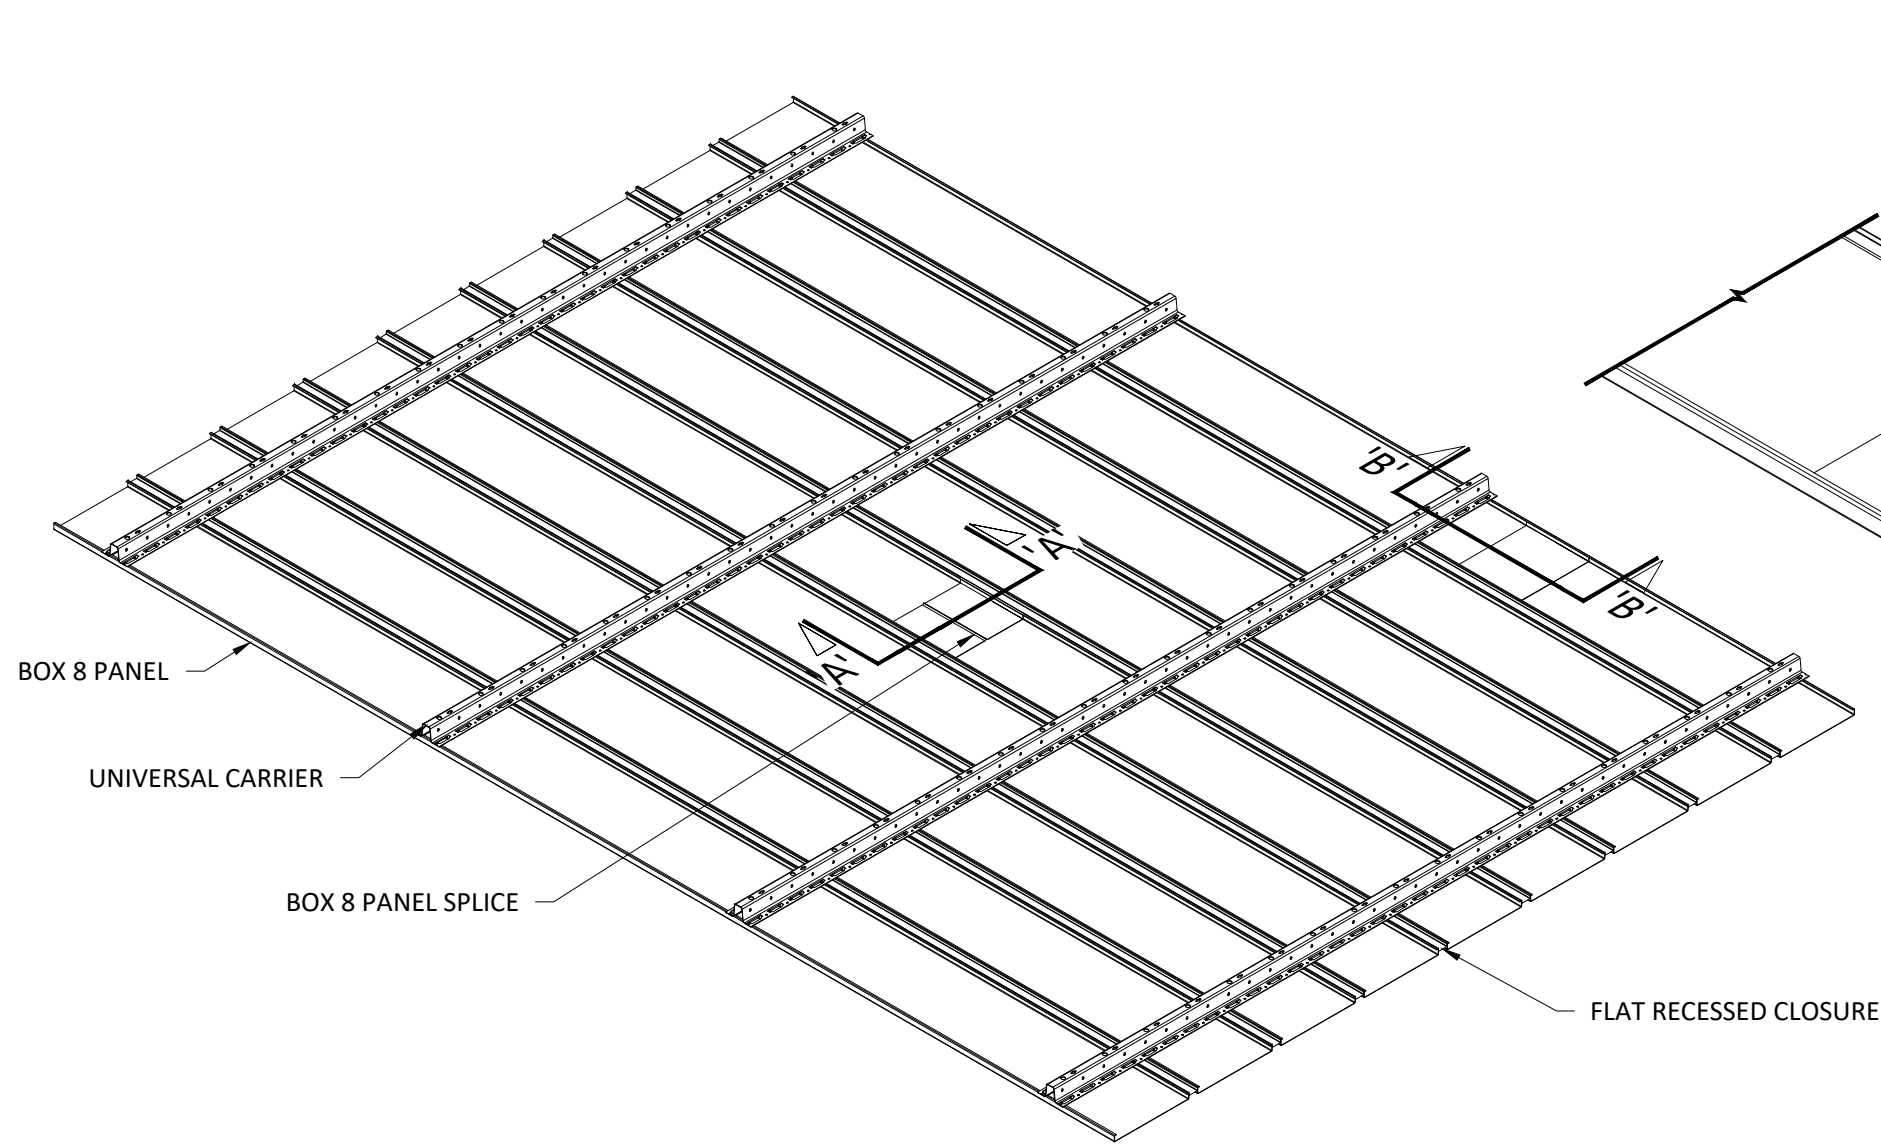 'B'
'A'
'B'
'A'
BOX 8 PANEL
UNIVERSAL CARRIER
BOX 8 PANEL SPLICE
FLAT RECESSED CLOSURE